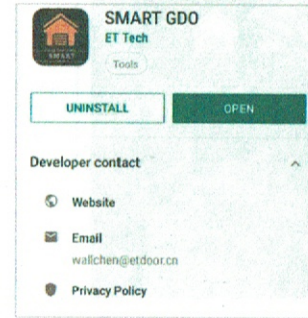 SMART GDO
ET Tech
SMART
Tools
UNINSTALL
OPEN
Developer contact
Website
Email
wallchen@etdoor.cn
Privacy Policy